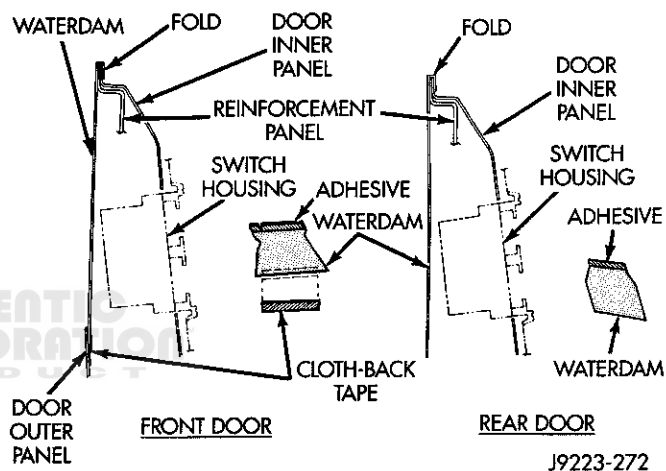 WATERDAM
FOLD
DOOR
INNER
PANEL
REINFORCEMENT
PANEL
SWITCH
HOUSING
ADHESIVE
WATERDAM
CLOTH-BACK
TAPE
DOOR
OUTER
PANEL
FRONT DOOR
FOLD
DOOR
INNER
PANEL
SWITCH
HOUSING
ADHESIVE
WATERDAM
REAR DOOR
J9223-272